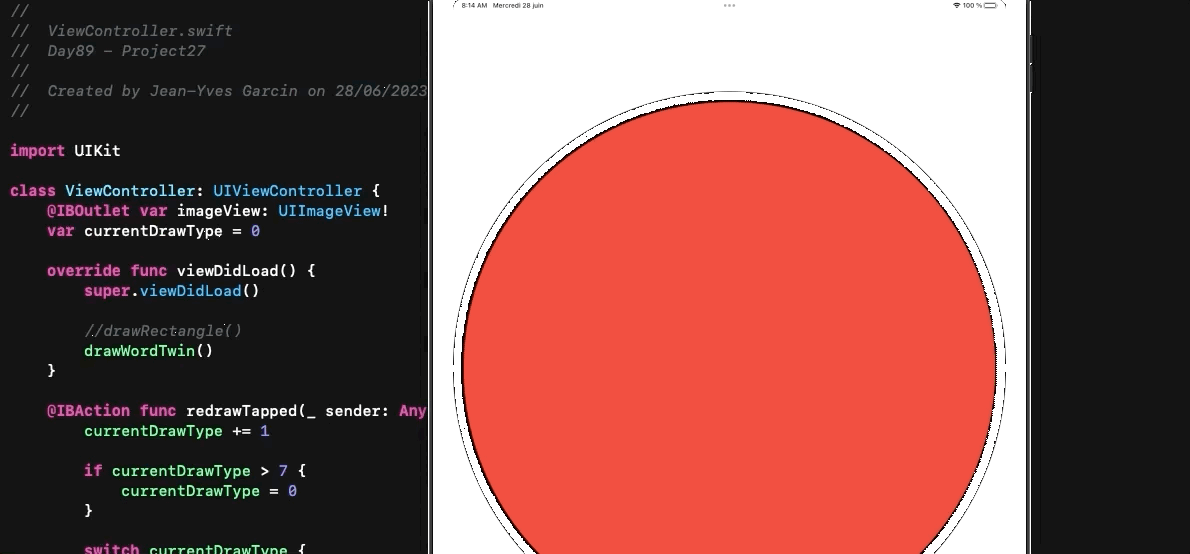 //
//  ViewController.swift
//  Day89 – Project27
//
//  Created by Jean-Yves Garcin on 28/06/2023
//
import UIKit
class ViewController: UIViewController {
    @IBOutlet var imageView: UIImageView!
    var currentDrawType = 0
    override func viewDidLoad() {
        super.viewDidLoad()
        //drawRectangle()
        drawWordTwin()
    }
    @IBAction func redrawTapped(_ sender: Any
        currentDrawType += 1
        if currentDrawType > 7 {
            currentDrawType = 0
        }
        switch currentDrawType {
8:14 AM Mercredi 28 juin
100 %